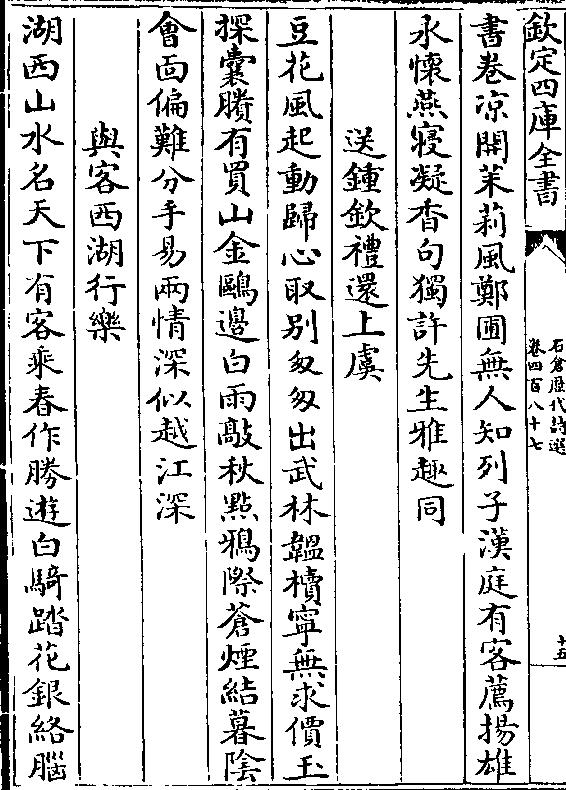 欽定四庫全書
石倉歴代詩選
卷四百八十七
十五
書巻凉開茉莉風鄭圃無人知列子漢庭有客薦揚雄
永懐燕寢凝香句獨許先生雅趣同
送鍾欽禮還上虞
豆花風起動歸心取别匆匆出武林韞櫝寧無求價玉
探囊賸有買山金鷗邊白雨敲秋㸃鴉際蒼煙結暮陰
會面偏難分手易兩情深似越江深
與客西湖行樂
湖西山水名天下有客乘春作勝遊白騎踏花銀絡腦